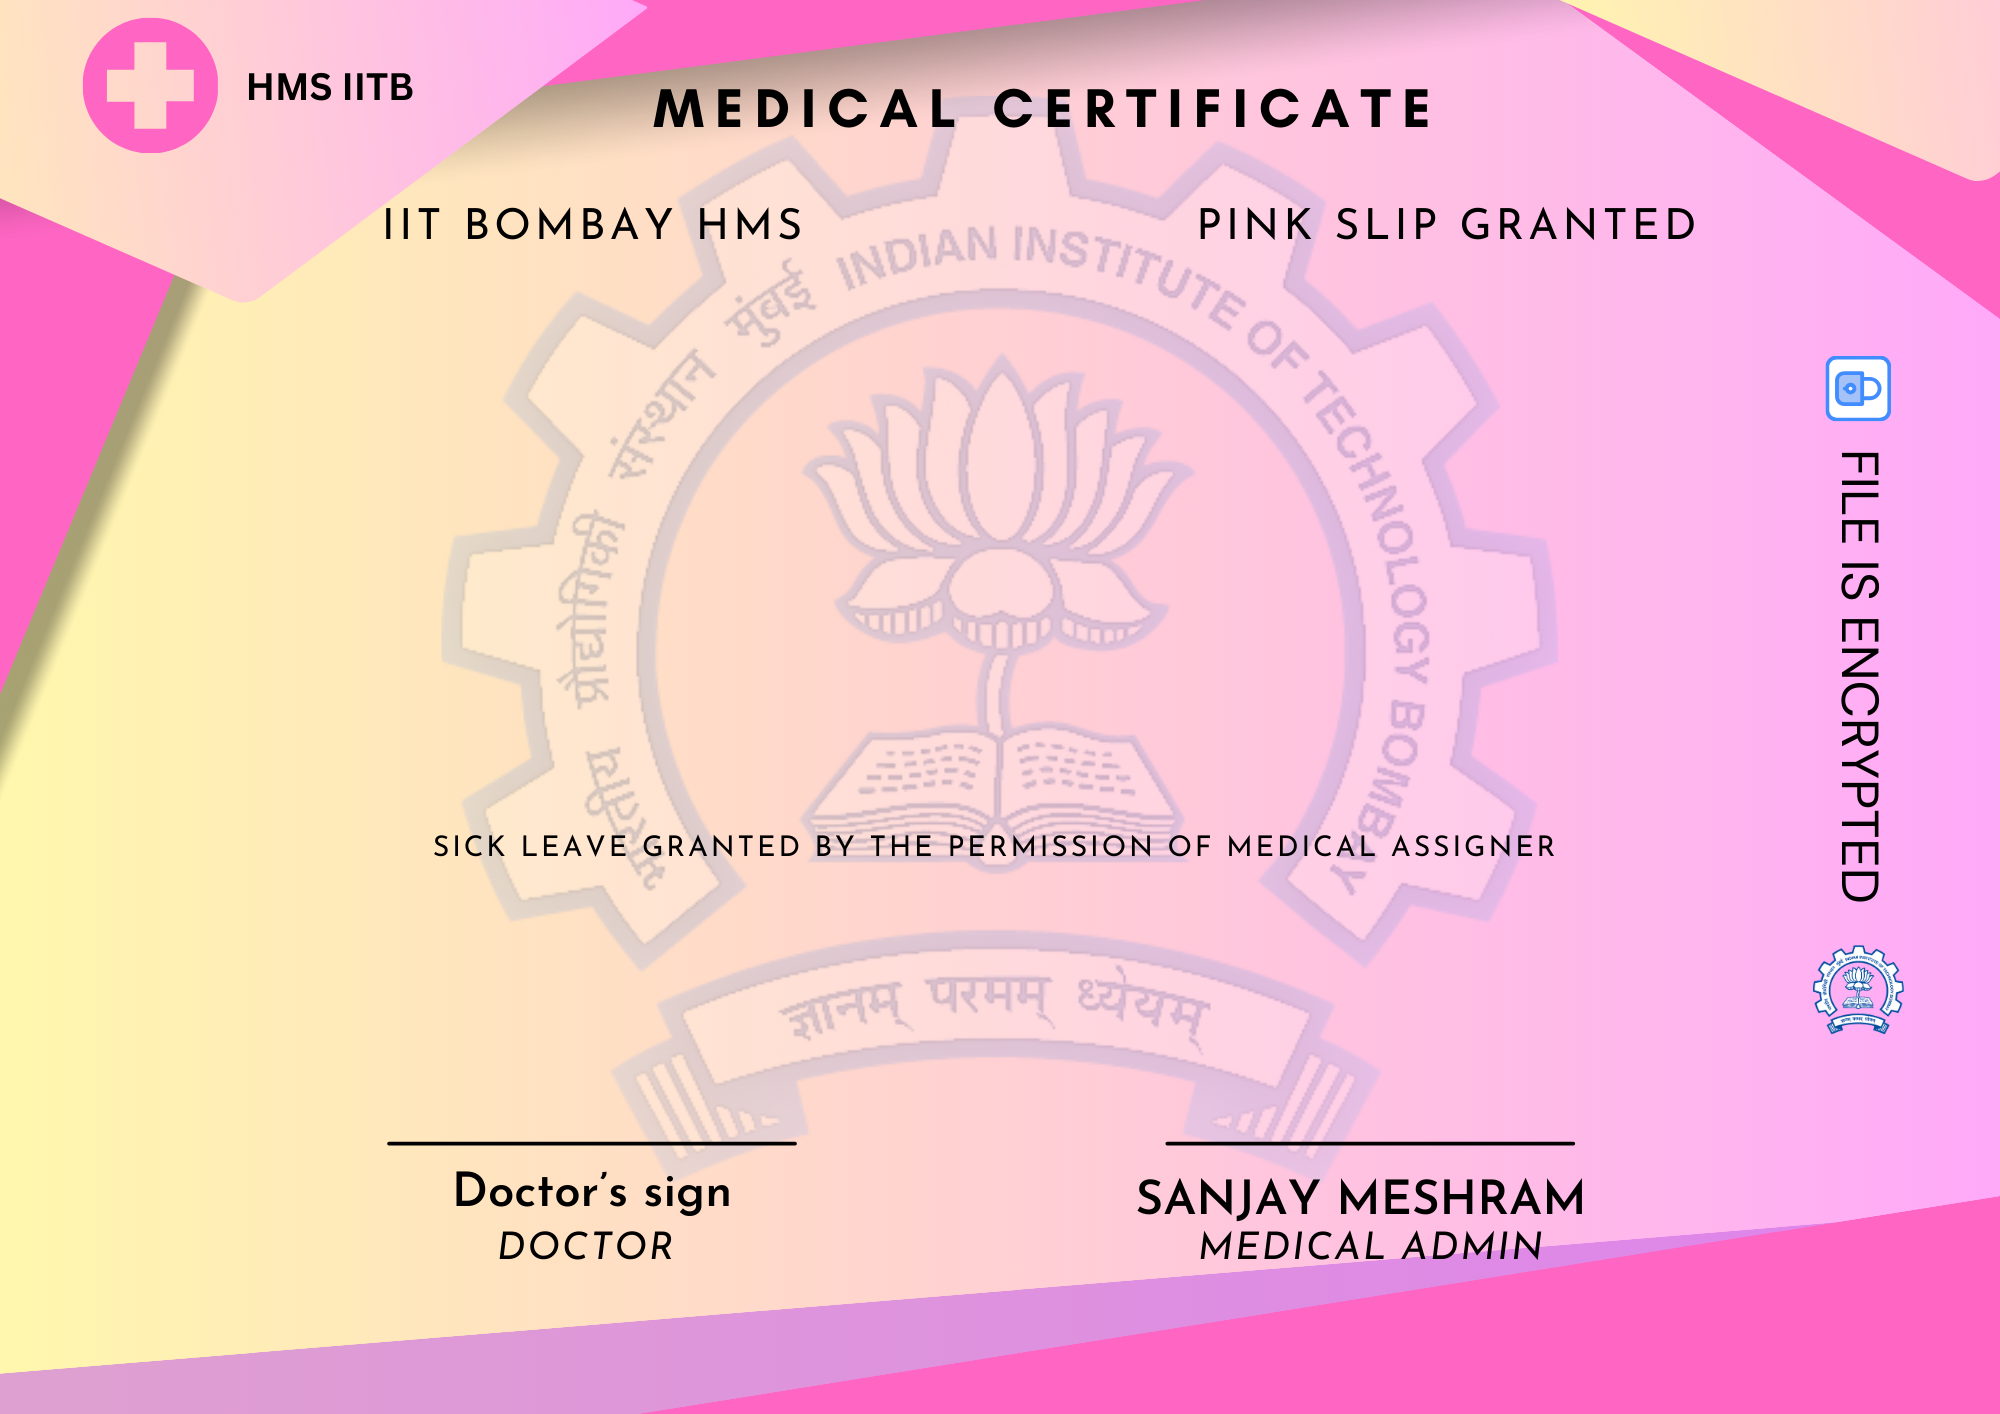 HMS IITB
MEDICAL CERTIFICATE
IIT BOMBAY HMS
PINK SLIP GRANTED
भारतीय प्रौद्योगिकी संस्थान मुंबई INDIAN INSTITUTE OF TECHNOLOGY BOMBAY
FILE IS ENCRYPTED
SICK LEAVE GRANTED BY THE PERMISSION OF MEDICAL ASSIGNER
ज्ञानम् परमम् ध्येयम्
Doctor’s sign
DOCTOR
SANJAY MESHRAM
MEDICAL ADMIN